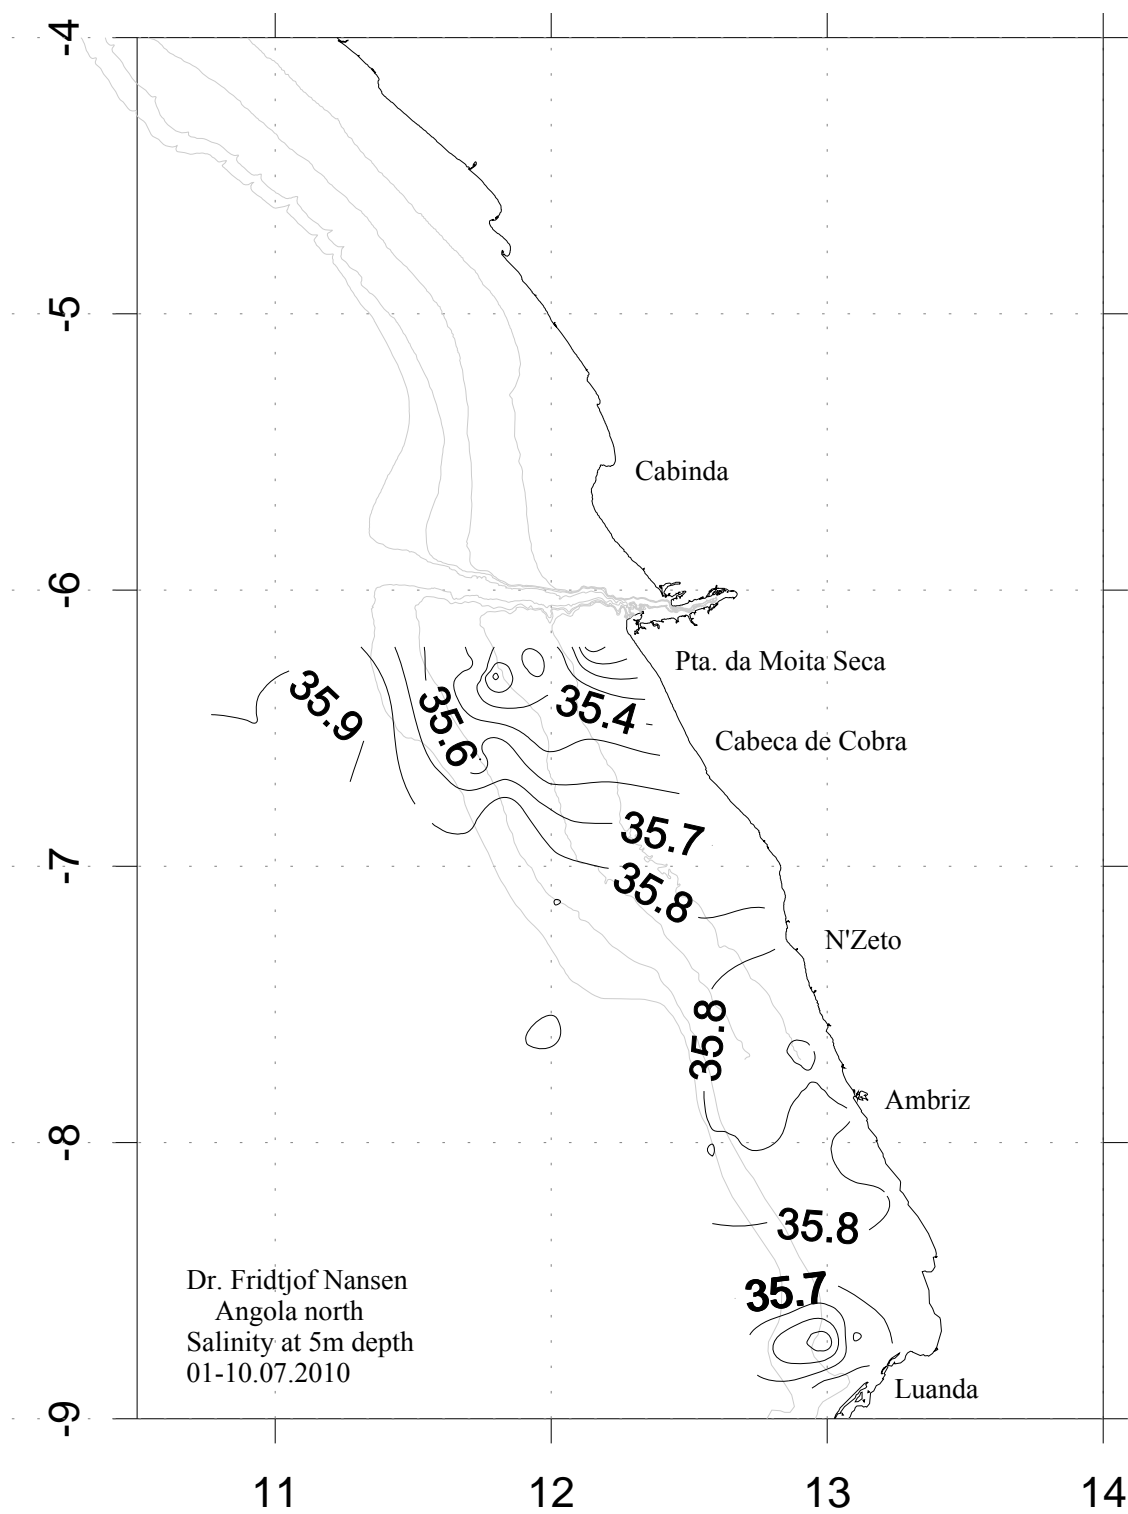 -4
-5
Cabinda
-6
Pta. da Moita Seca
35.9
35.6
35.4
Cabeca de Cobra
35.7
-7
35.8
N'Zeto
35.8
Ambriz
-8
35.8
35.7
Dr. Fridtjof Nansen
Angola north
Salinity at 5m depth
01-10.07.2010
Luanda
-9
11 12 13 14